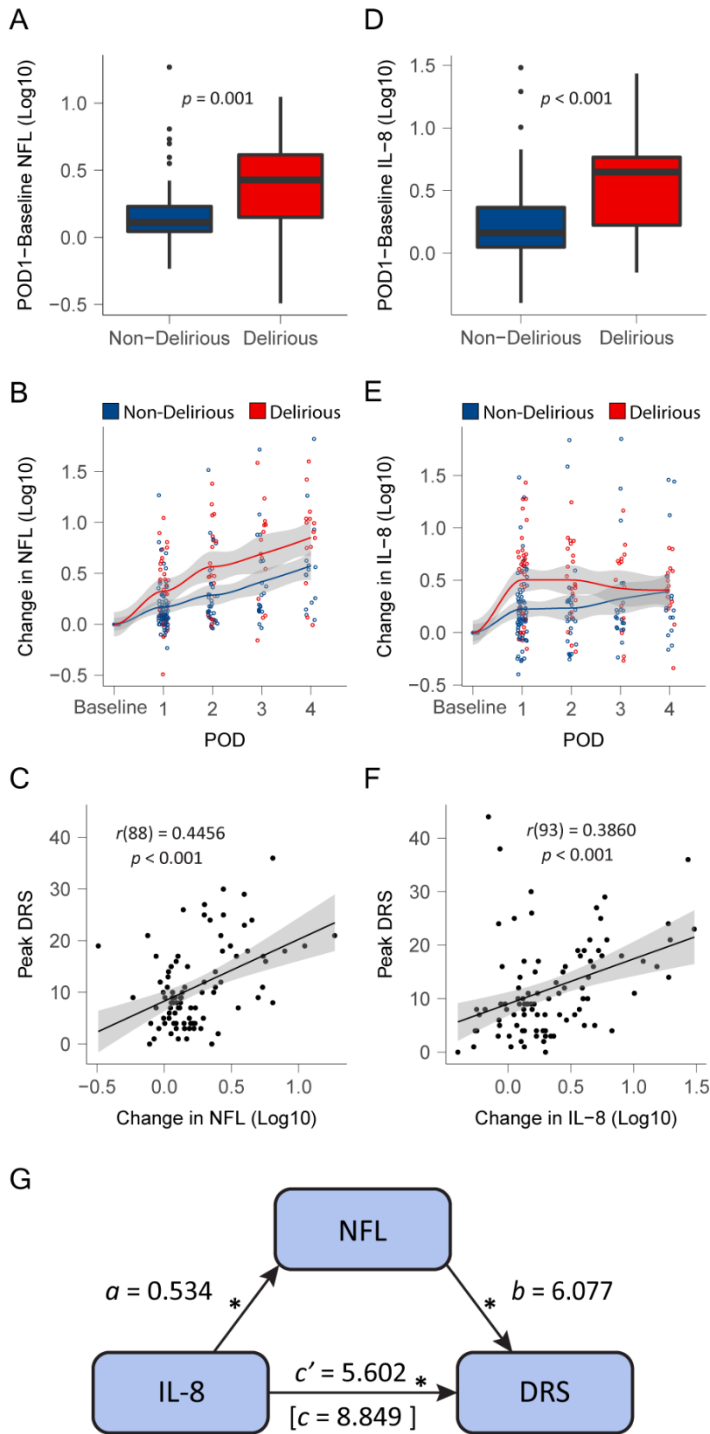 A
POD1−Baseline NFL (Log10)
1.0
0.5
0.0
−0.5
p = 0.001
Non−Delirious Delirious
D
POD1−Baseline IL−8 (Log10)
1.5
1.0
0.5
0.0
p < 0.001
Non−Delirious Delirious
B
Non-Delirious Delirious
Change in NFL (Log10)
1.5
1.0
0.5
0.0
−0.5
Baseline 1 2 3 4
POD
E
Non-Delirious Delirious
Change in IL−8 (Log10)
1.5
1.0
0.5
0.0
−0.5
Baseline 1 2 3 4
POD
C
r(88) = 0.4456
p < 0.001
Peak DRS
40
30
20
10
0
−0.5 0.0 0.5 1.0
Change in NFL (Log10)
F
r(93) = 0.3860
p < 0.001
Peak DRS
40
30
20
10
0
0.0 0.5 1.0 1.5
Change in IL−8 (Log10)
G
NFL
a = 0.534 * * b = 6.077
IL-8 c’ = 5.602 * DRS
[c = 8.849 ]